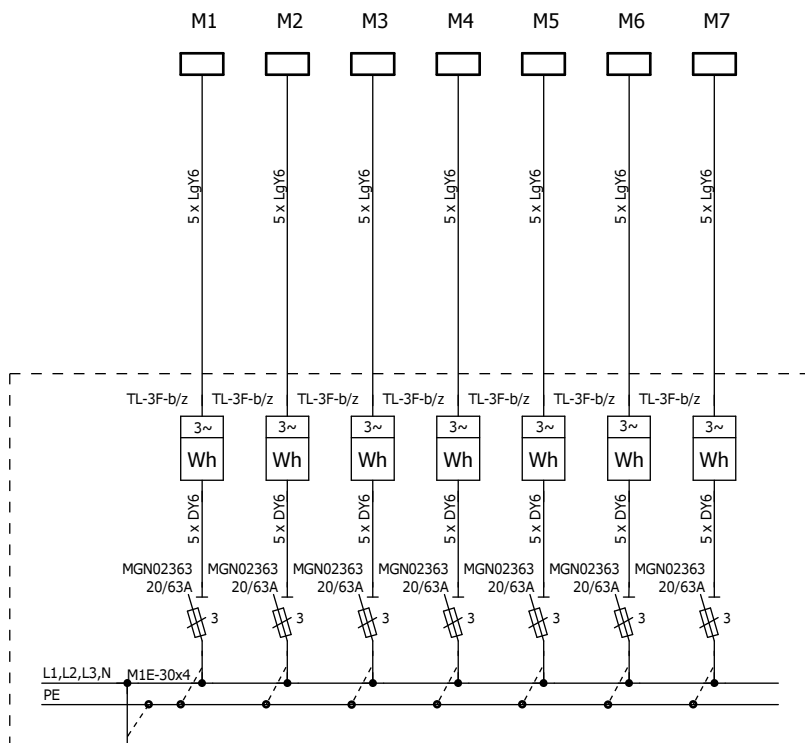 M1 M2 M3 M4 M5 M6 M7
5 x LgY6 5 x LgY6 5 x LgY6 5 x LgY6 5 x LgY6 5 x LgY6 5 x LgY6
TL-3F-b/z TL-3F-b/z TL-3F-b/z TL-3F-b/z TL-3F-b/z TL-3F-b/z TL-3F-b/z
3~ 3~ 3~ 3~ 3~ 3~ 3~
Wh Wh Wh Wh Wh Wh Wh
5 x DY6 5 x DY6 5 x DY6 5 x DY6 5 x DY6 5 x DY6 5 x DY6
MGN02363 MGN02363 MGN02363 MGN02363 MGN02363 MGN02363 MGN02363
20/63A 20/63A 20/63A 20/63A 20/63A 20/63A 20/63A
3 3 3 3 3 3 3
L1,L2,L3,N M1E-30x4
PE